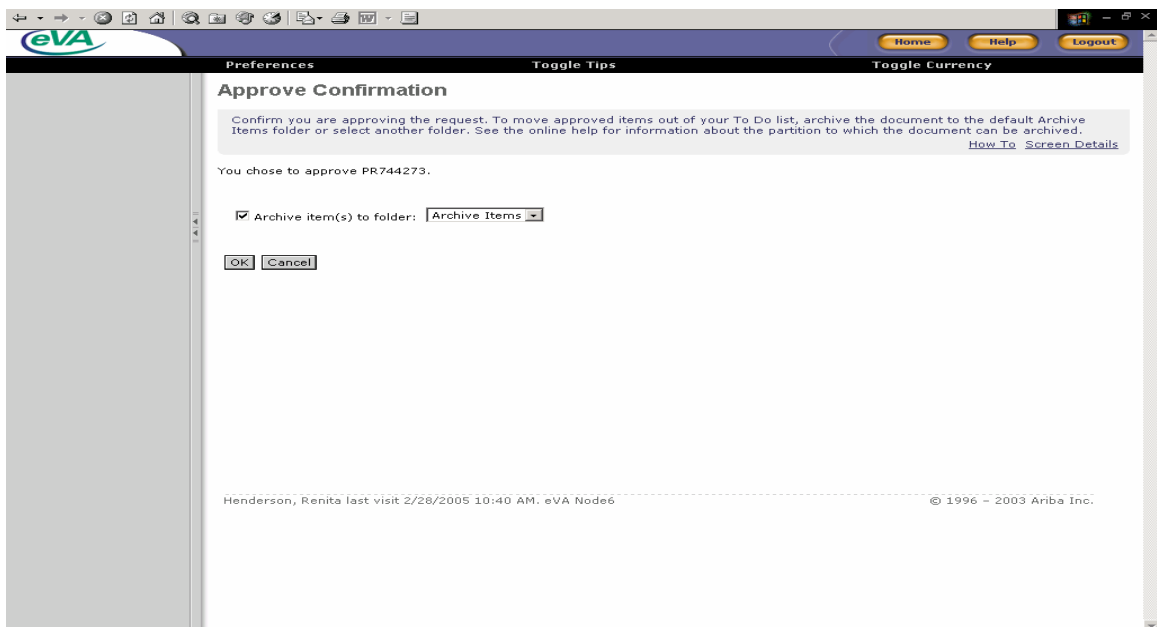 eVA
Home Help Logout
Preferences Toggle Tips Toggle Currency
Approve Confirmation
Confirm you are approving the request. To move approved items out of your To Do list, archive the document to the default Archive
Items folder or select another folder. See the online help for information about the partition to which the document can be archived.
How To Screen Details
You chose to approve PR744273.
Archive item(s) to folder: Archive Items
OK Cancel
Henderson, Renita last visit 2/28/2005 10:40 AM. eVA Node6 © 1996 – 2003 Ariba Inc.